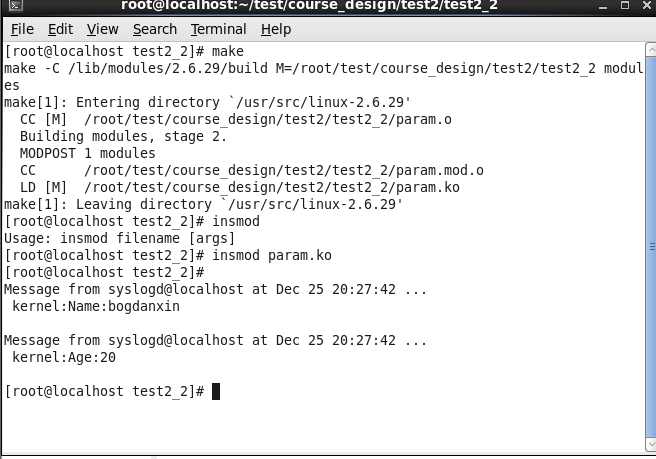 root@localhost:~/test/course_design/test2/test2_2
File Edit View Search Terminal Help
[root@localhost test2_2]# make
make -C /lib/modules/2.6.29/build M=/root/test/course_design/test2/test2_2 modul
es
make[1]: Entering directory `/usr/src/linux-2.6.29'
  CC [M]  /root/test/course_design/test2/test2_2/param.o
  Building modules, stage 2.
  MODPOST 1 modules
  CC      /root/test/course_design/test2/test2_2/param.mod.o
  LD [M]  /root/test/course_design/test2/test2_2/param.ko
make[1]: Leaving directory `/usr/src/linux-2.6.29'
[root@localhost test2_2]# insmod
Usage: insmod filename [args]
[root@localhost test2_2]# insmod param.ko
[root@localhost test2_2]#
Message from syslogd@localhost at Dec 25 20:27:42 ...
 kernel:Name:bogdanxin
Message from syslogd@localhost at Dec 25 20:27:42 ...
 kernel:Age:20
[root@localhost test2_2]#